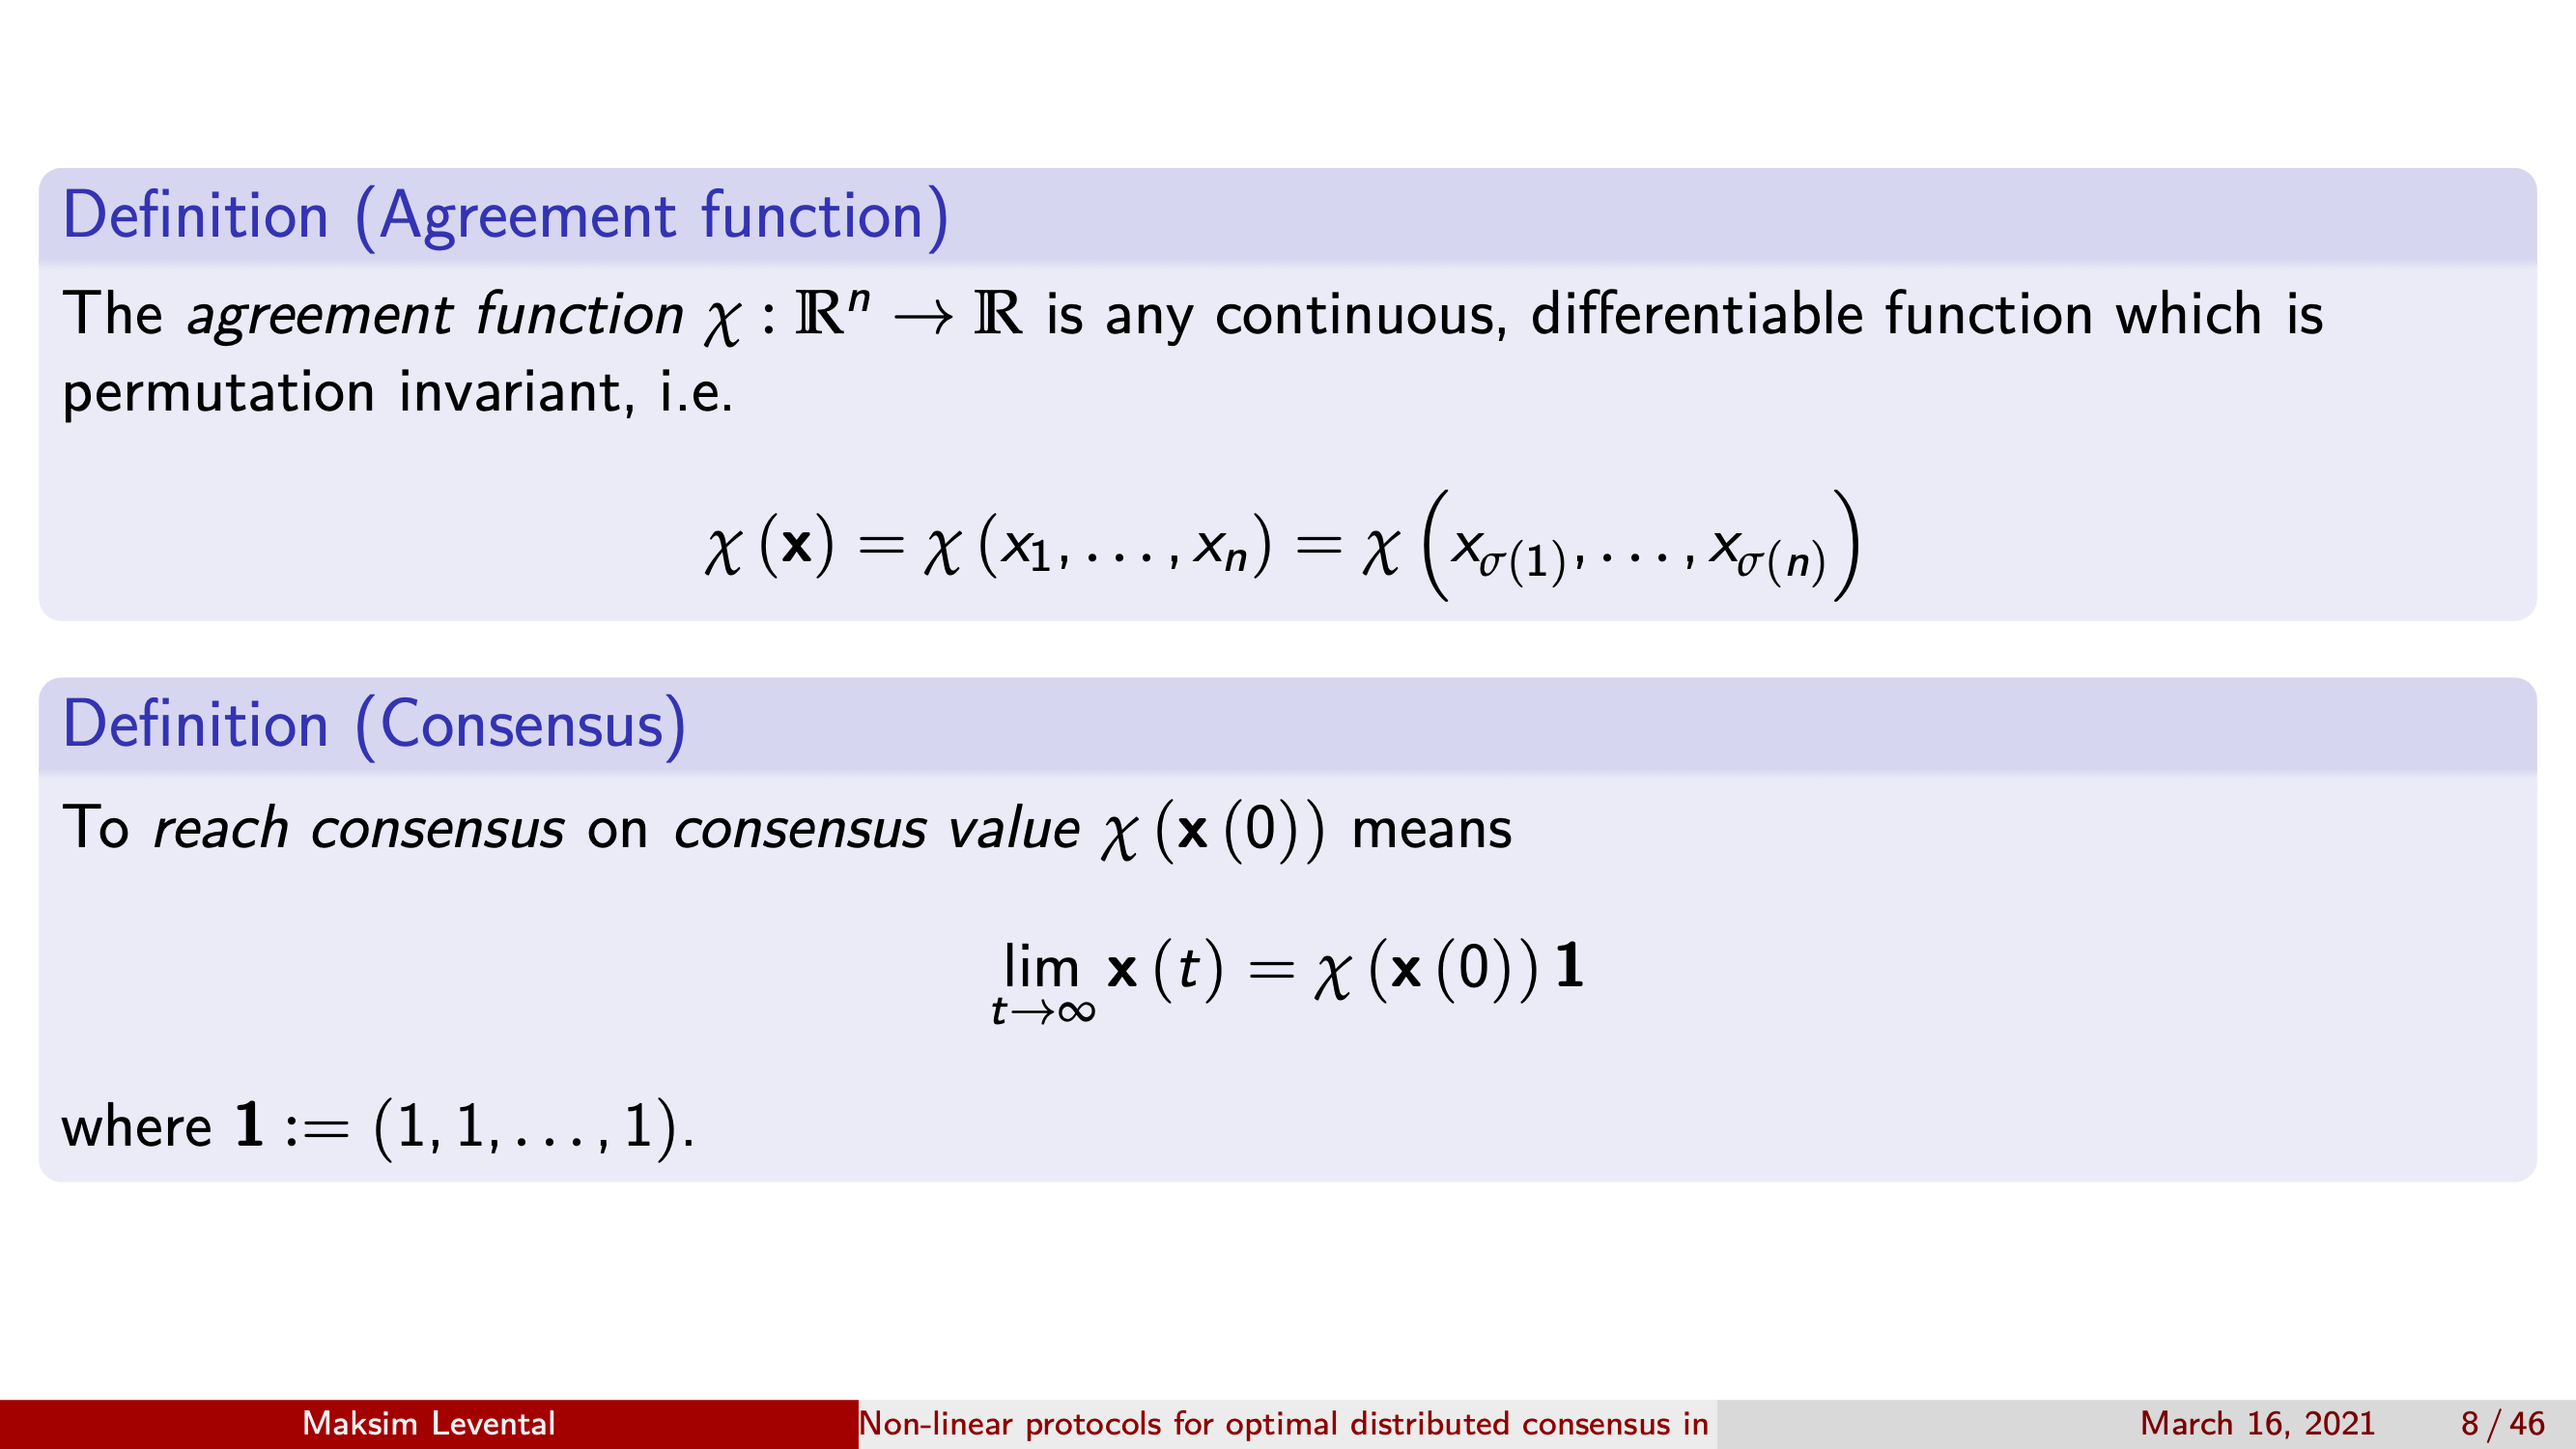 Definition (Agreement function)
The agreement function χ : ℝⁿ → ℝ is any continuous, differentiable function which is
permutation invariant, i.e.
χ (𝐱) = χ (x₁, . . . , xₙ) = χ (x_σ(1), . . . , x_σ(n))
Definition (Consensus)
To reach consensus on consensus value χ (𝐱 (0)) means
lim_{t→∞} 𝐱 (t) = χ (𝐱 (0)) 𝟏
where 𝟏 := (1, 1, . . . , 1).
Maksim Levental Non-linear protocols for optimal distributed consensus in March 16, 2021 8 / 46